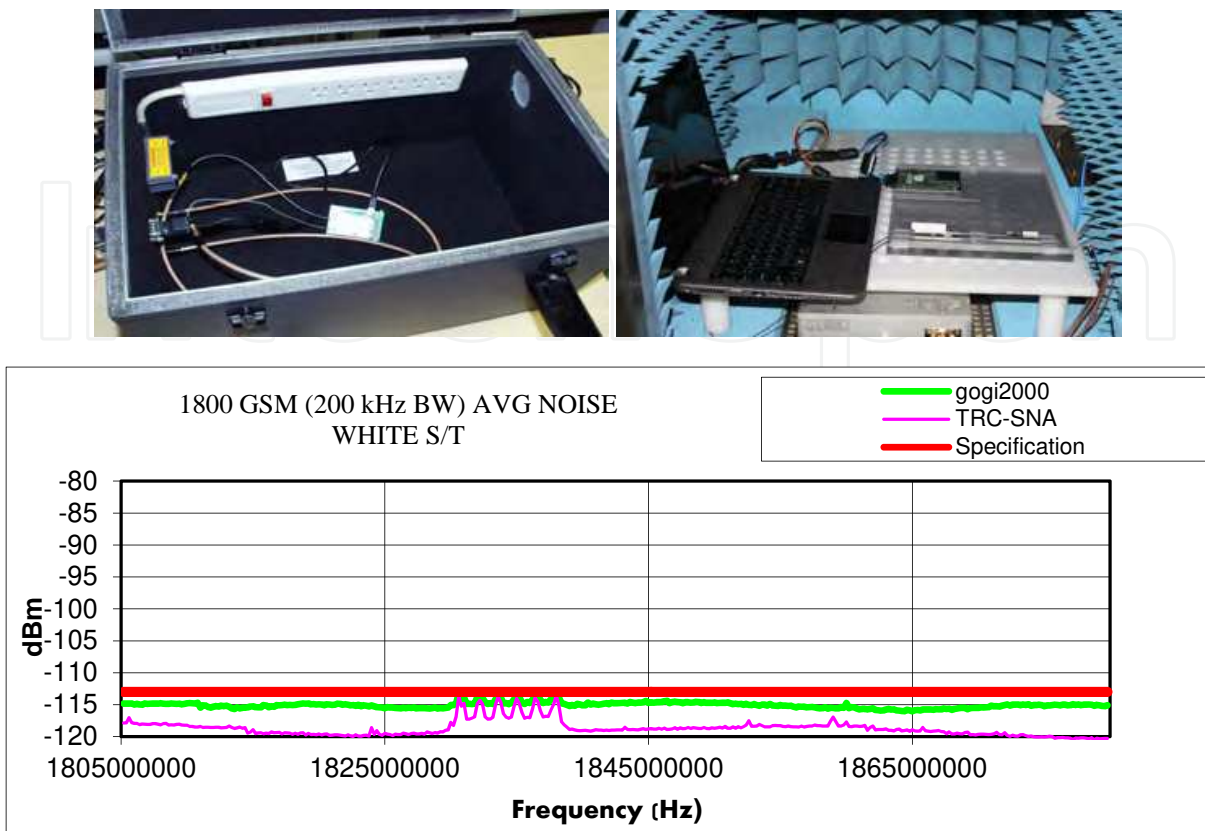 1800 GSM (200 kHz BW) AVG NOISE
WHITE S/T
gogi2000
TRC-SNA
Specification
-80
-85
-90
-95
-100
-105
-110
-115
-120
dBm
1805000000 1825000000 1845000000 1865000000
Frequency (Hz)